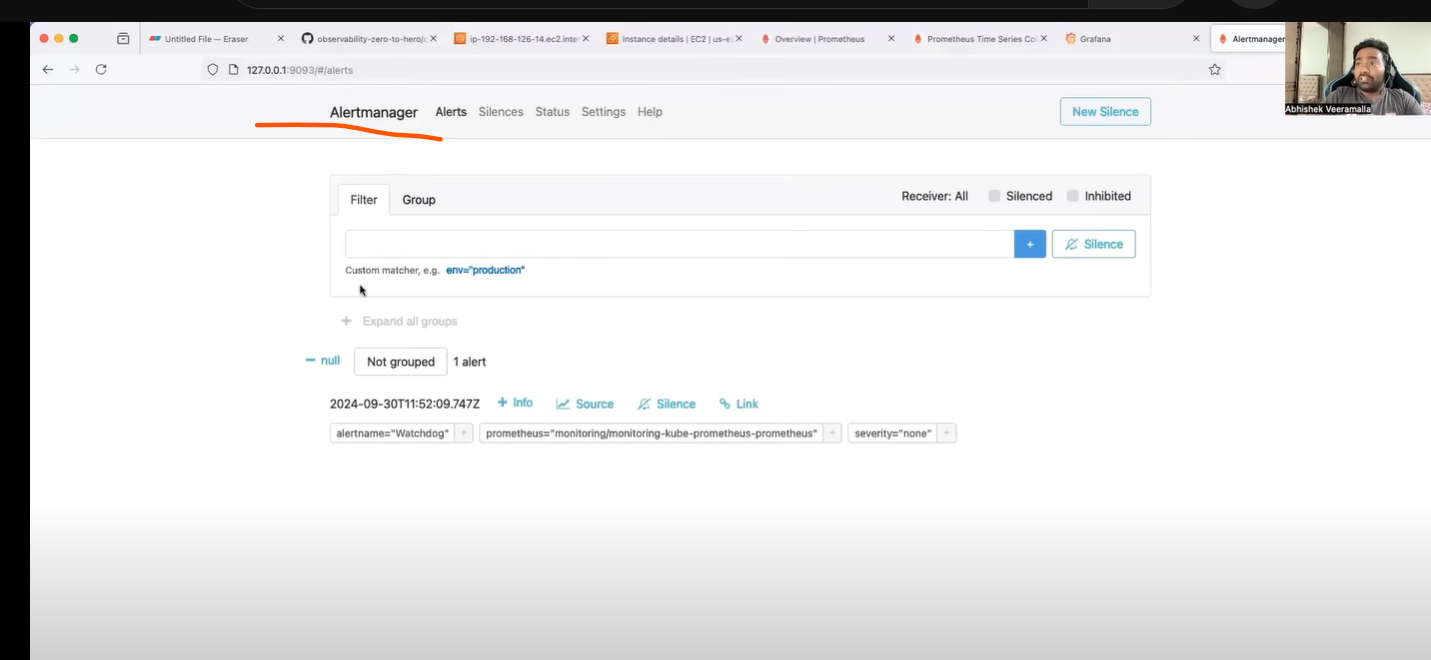 Untitled File — Eraser
observability-zero-to-hero/
ip-192-168-126-14.ec2.inte
Instance details | EC2 | us-e
Overview | Prometheus
Prometheus Time Series Co
Grafana
Alertmanager
127.0.0.1:9093/#/alerts
Abhishek Veeramalla
Alertmanager Alerts Silences Status Settings Help New Silence
Filter Group Receiver: All Silenced Inhibited
+ Silence
Custom matcher, e.g. env="production"
+ Expand all groups
− null Not grouped 1 alert
2024-09-30T11:52:09.747Z + Info Source Silence Link
alertname="Watchdog" + prometheus="monitoring/monitoring-kube-prometheus-prometheus" + severity="none" +